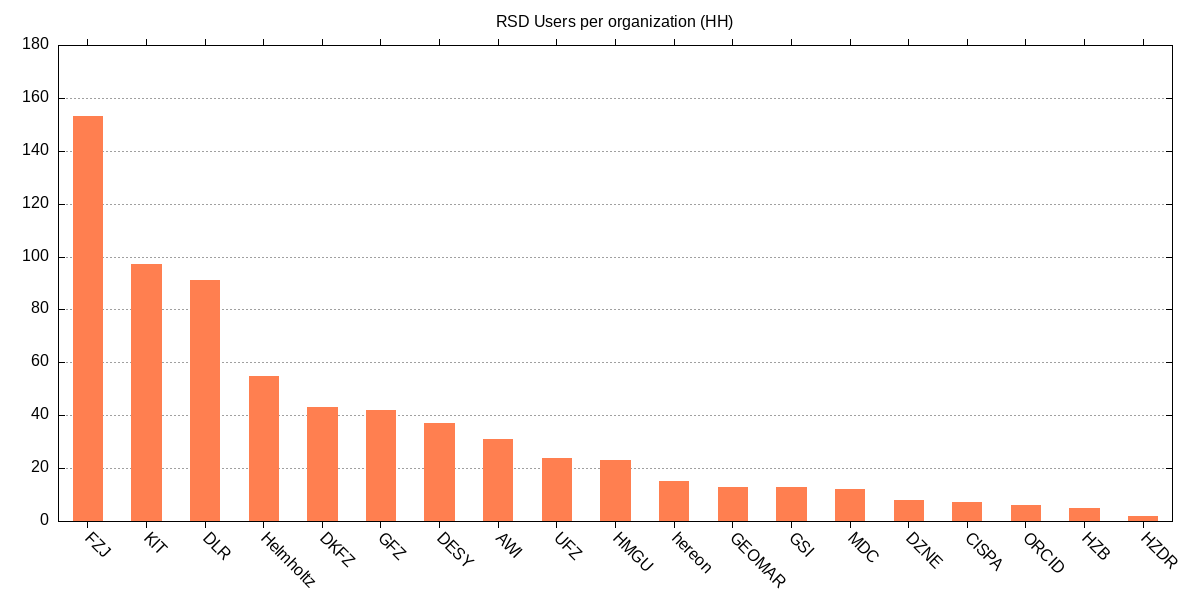 RSD Users per organization (HH)
180
160
140
120
100
80
60
40
20
0
FZJ
KIT
DLR
Helmholtz
DKFZ
GFZ
DESY
AWI
UFZ
HMGU
hereon
GEOMAR
GSI
MDC
DZNE
CISPA
ORCID
HZB
HZDR